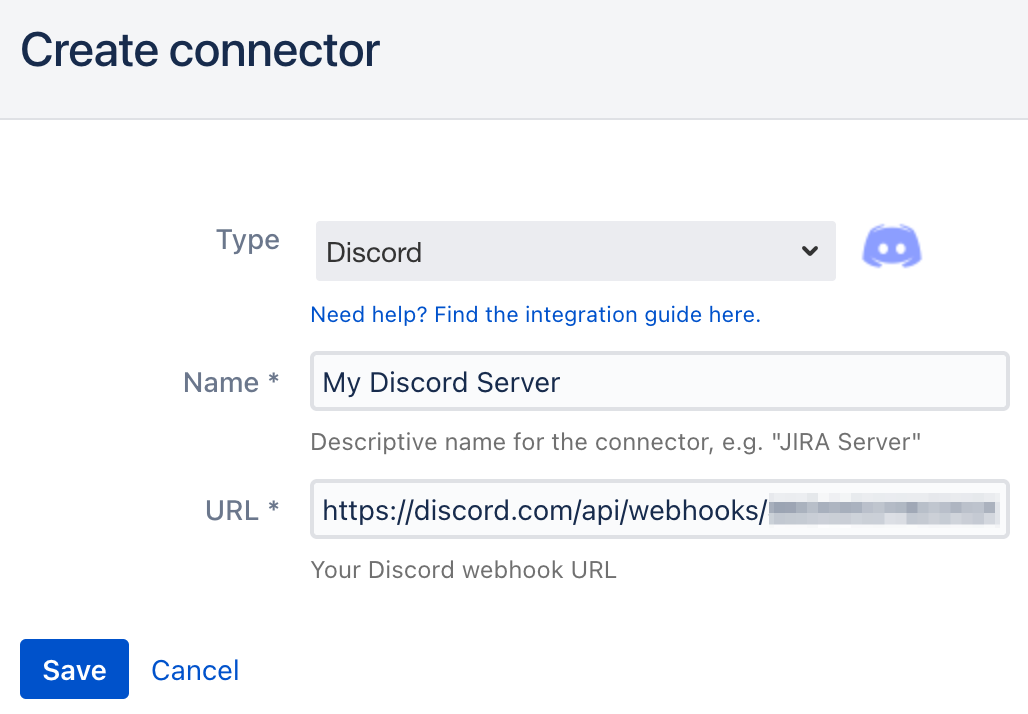 Create connector
Type Discord
Need help? Find the integration guide here.
Name * My Discord Server
Descriptive name for the connector, e.g. "JIRA Server"
URL * https://discord.com/api/webhooks/
Your Discord webhook URL
Save Cancel